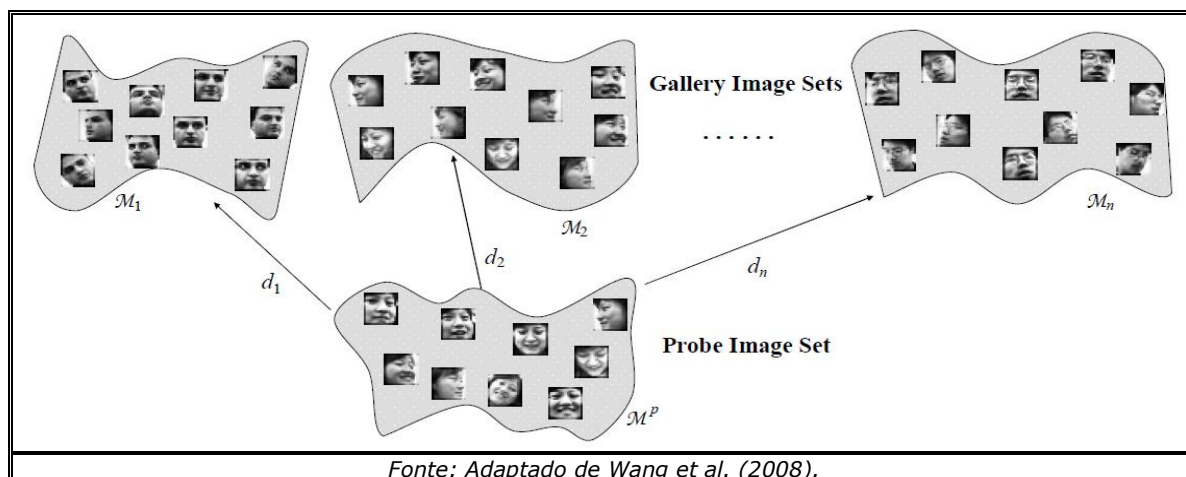 Gallery Image Sets
. . . . . .
M₁
M₂
Mₙ
d₁
d₂
dₙ
Probe Image Set
Mᵖ
Fonte: Adaptado de Wang et al. (2008).